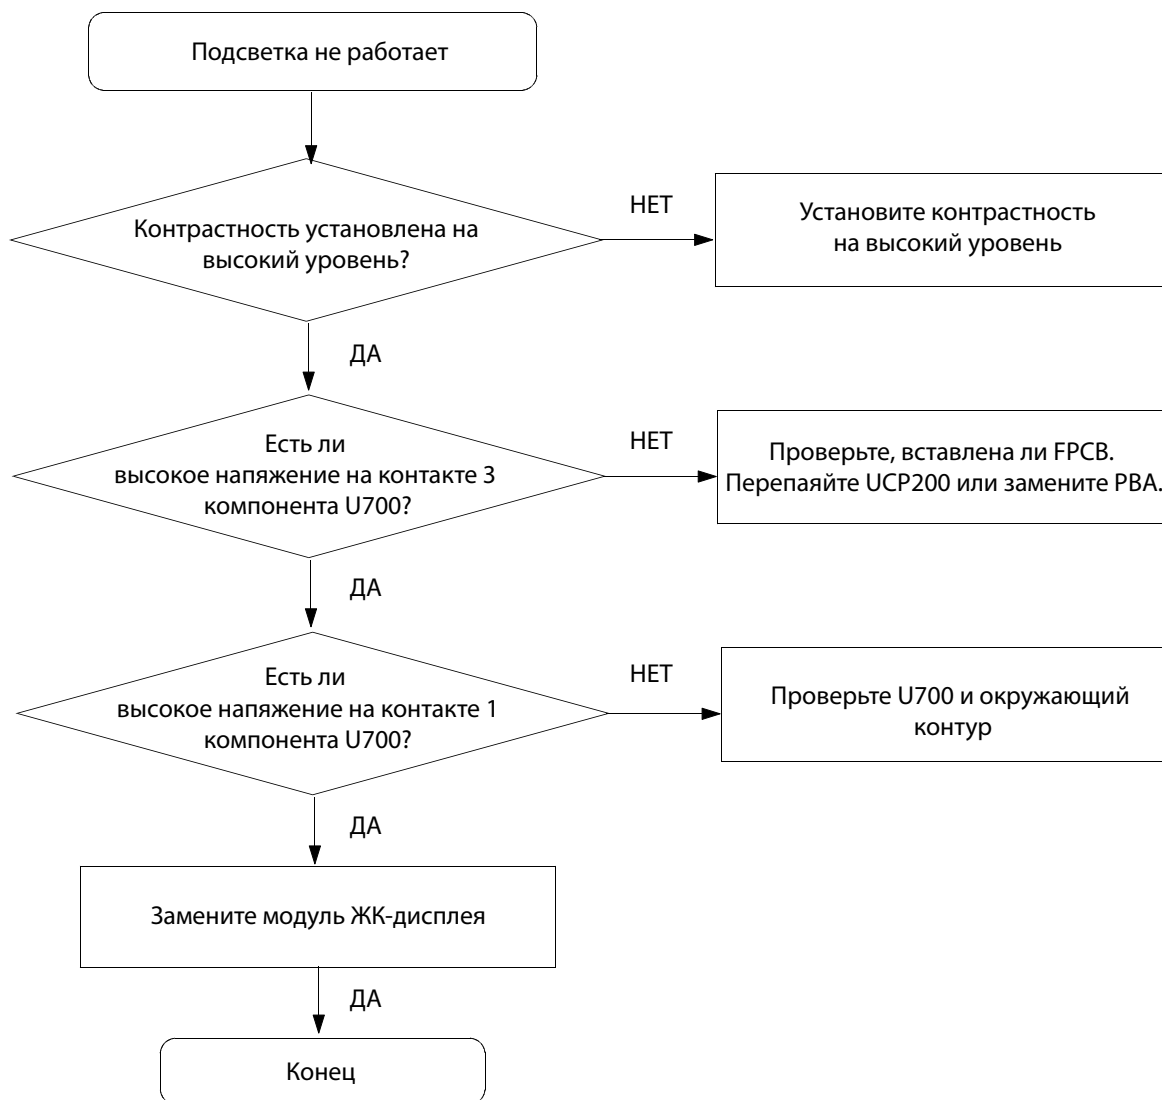 Подсветка не работает
Контрастность установлена на
высокий уровень?
НЕТ
Установите контрастность
на высокий уровень
ДА
Есть ли
высокое напяжение на контакте 3
компонента U700?
НЕТ
Проверьте, вставлена ли FPCB.
Перепаяйте UCP200 или замените PBA.
ДА
Есть ли
высокое напяжение на контакте 1
компонента U700?
НЕТ
Проверьте U700 и окружающий
контур
ДА
Замените модуль ЖК-дисплея
ДА
Конец